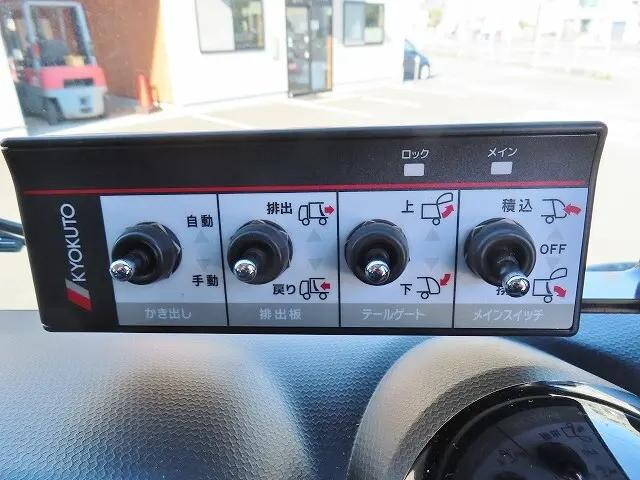 ロック
メイン
KYOKUTO
自動
手動
かき出し
排出
戻り
排出板
上
下
テールゲート
積込
OFF
メインスイッチ